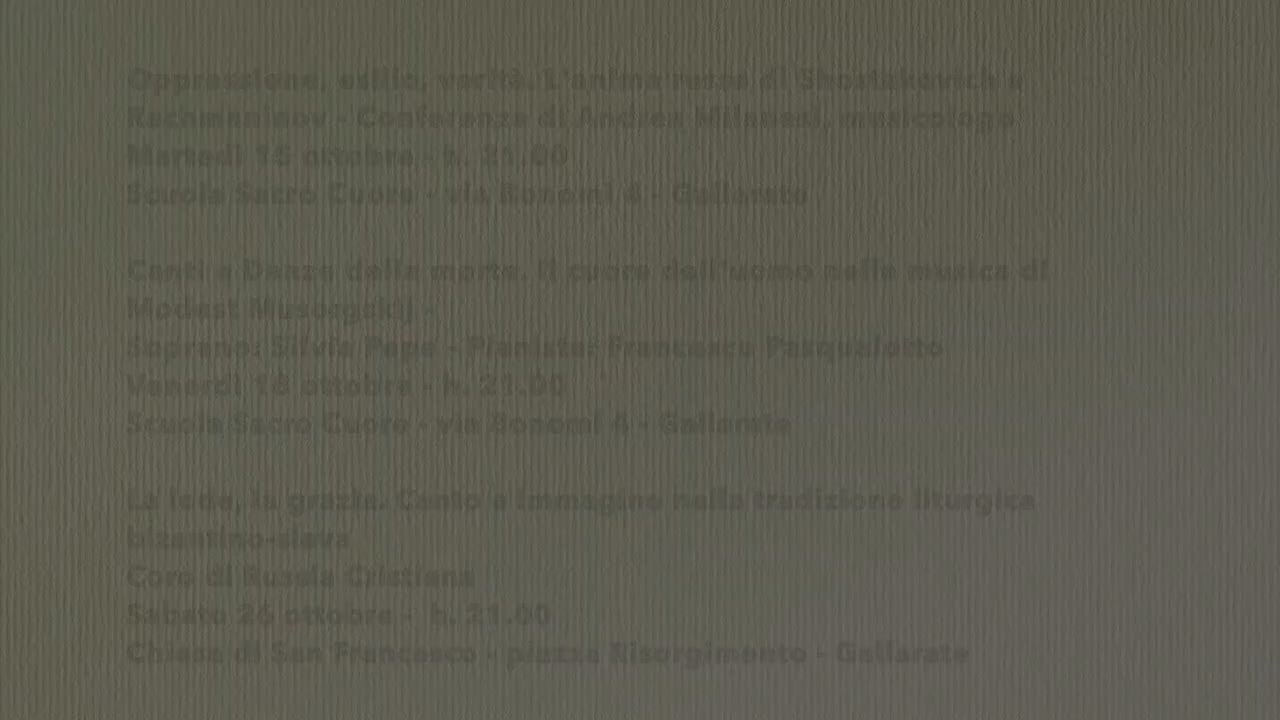 Oppressione, esilio, verità. L'anima russa di Shostakovich e
Rachmaninov - Conferenza di Andrea Milanesi, musicologo
Martedì 15 ottobre - h. 21.00
Scuola Sacro Cuore - via Bonomi 4 - Gallarate
Canti e Danze della morte. Il cuore dell'uomo nella musica di
Modest Musorgskij -
Soprano: Silvia Pepe - Pianista: Francesco Pasqualotto
Venerdì 18 ottobre - h. 21.00
Scuola Sacro Cuore - via Bonomi 4 - Gallarate
La fede, la grazia. Canto e immagine nella tradizione liturgica
bizantino-slava
Coro di Russia Cristiana
Sabato 26 ottobre - h. 21.00
Chiesa di San Francesco - piazza Risorgimento - Gallarate